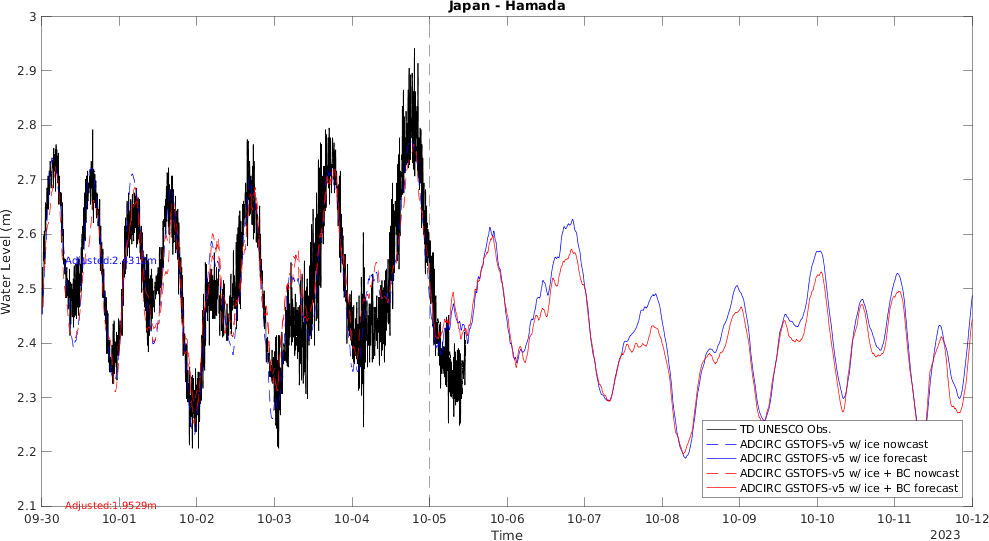 Japan - Hamada
Water Level (m)
3
2.9
2.8
2.7
2.6
2.5
2.4
2.3
2.2
2.1
Adjusted:1.9529m
TD UNESCO Obs.
ADCIRC GSTOFS-v5 w/ ice nowcast
ADCIRC GSTOFS-v5 w/ ice forecast
ADCIRC GSTOFS-v5 w/ ice + BC nowcast
ADCIRC GSTOFS-v5 w/ ice + BC forecast
09-30 10-01 10-02 10-03 10-04 10-05 10-06 10-07 10-08 10-09 10-10 10-11 10-12
Time
2023